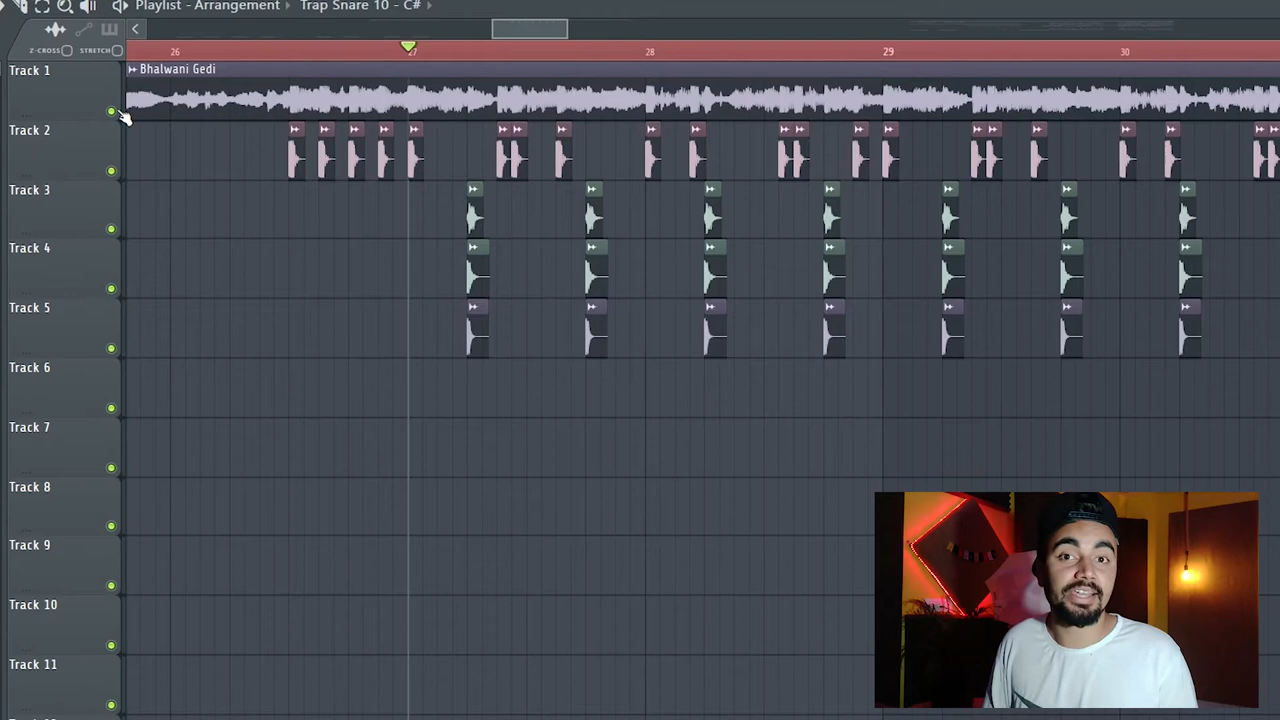 Playlist - Arrangement › Trap Snare 10 - C# ›
Z-CROSS STRETCH
26 27 28 29 30
Track 1
Bhalwani Gedi
Track 2
Track 3
Track 4
Track 5
Track 6
Track 7
Track 8
Track 9
Track 10
Track 11